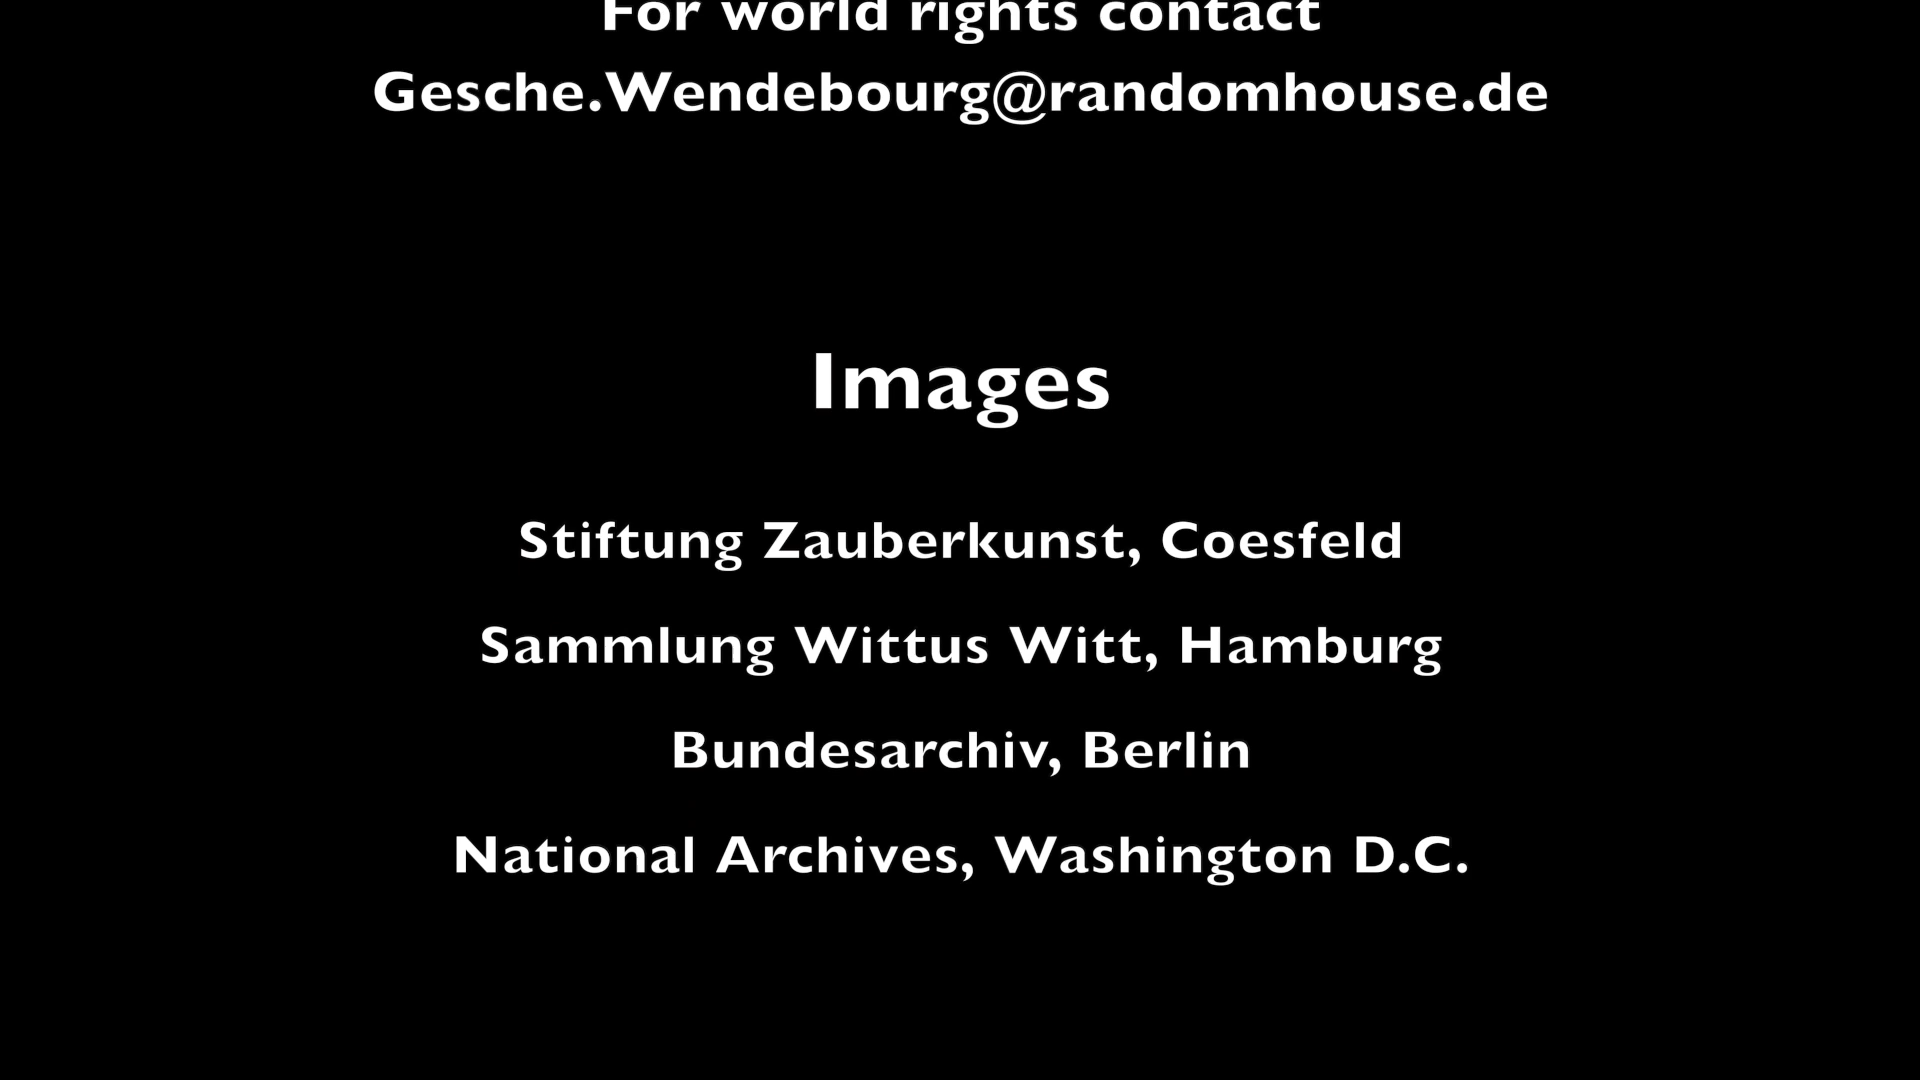 For world rights contact
Gesche.Wendebourg@randomhouse.de
Images
Stiftung Zauberkunst, Coesfeld
Sammlung Wittus Witt, Hamburg
Bundesarchiv, Berlin
National Archives, Washington D.C.